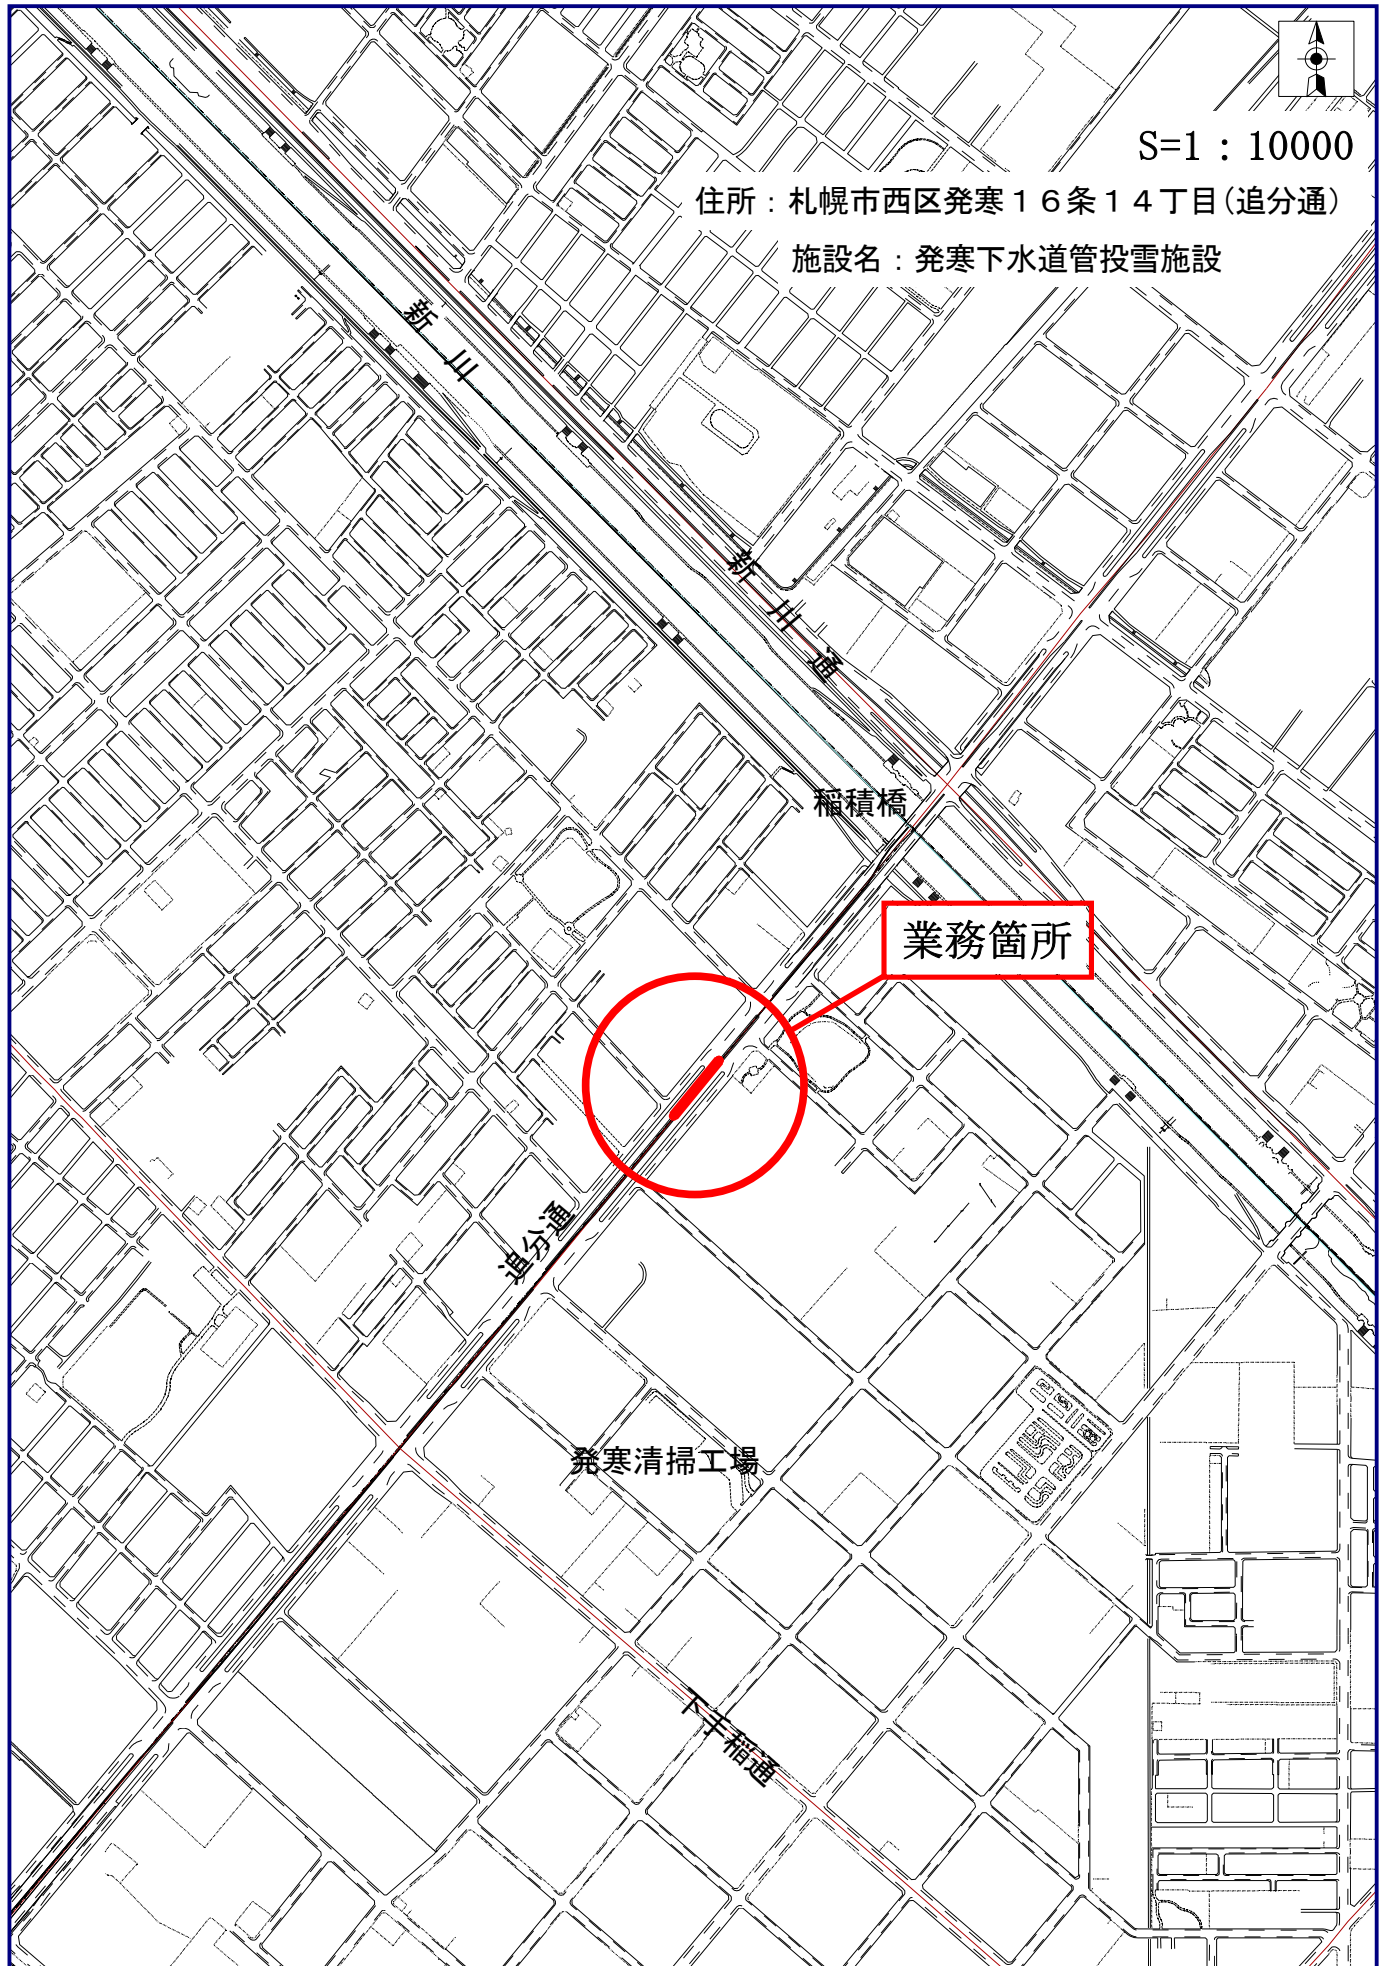 S=1：10000
住所：札幌市西区発寒１６条１４丁目(追分通)
施設名：発寒下水道管投雪施設
新川
新川通
稲積橋
業務箇所
追分通
発寒清掃工場
下手稲通